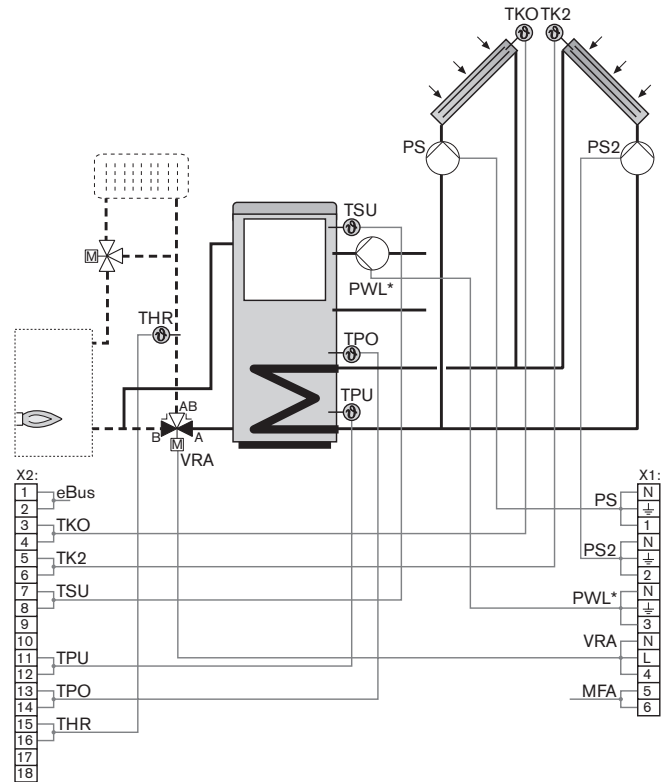 TKO TK2
PS
PS2
TSU
PWL*
THR
TPO
TPU
M
AB
B A
M
VRA
X2:
1
2
eBus
3
4
TKO
5
6
TK2
7
8
TSU
9
10
11
12
TPU
13
14
TPO
15
16
THR
17
18
X1:
PS
N
1
PS2
N
2
PWL*
N
3
VRA
N
L
4
MFA
5
6